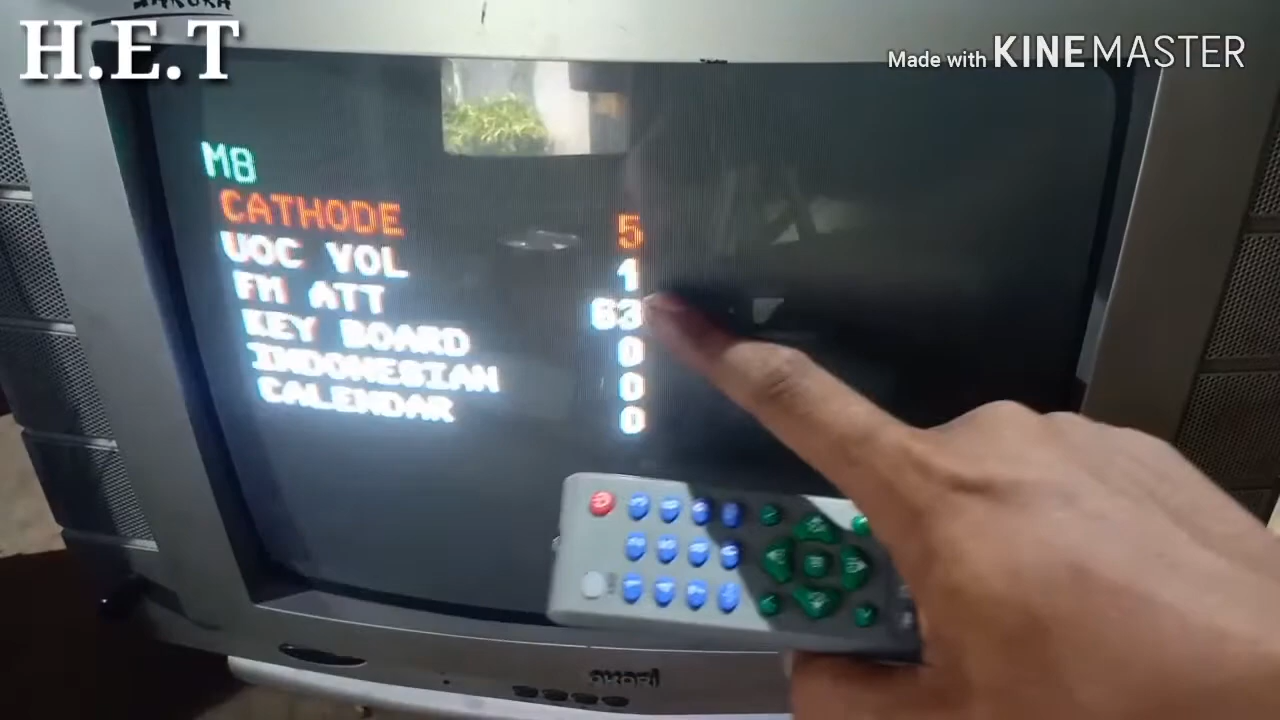 H.E.T
Made with KINEMASTER
M8
CATHODE 5
UOC VOL 1
FM ATT 63
KEY BOARD 0
INDONESIAN 0
CALENDAR 0
akari